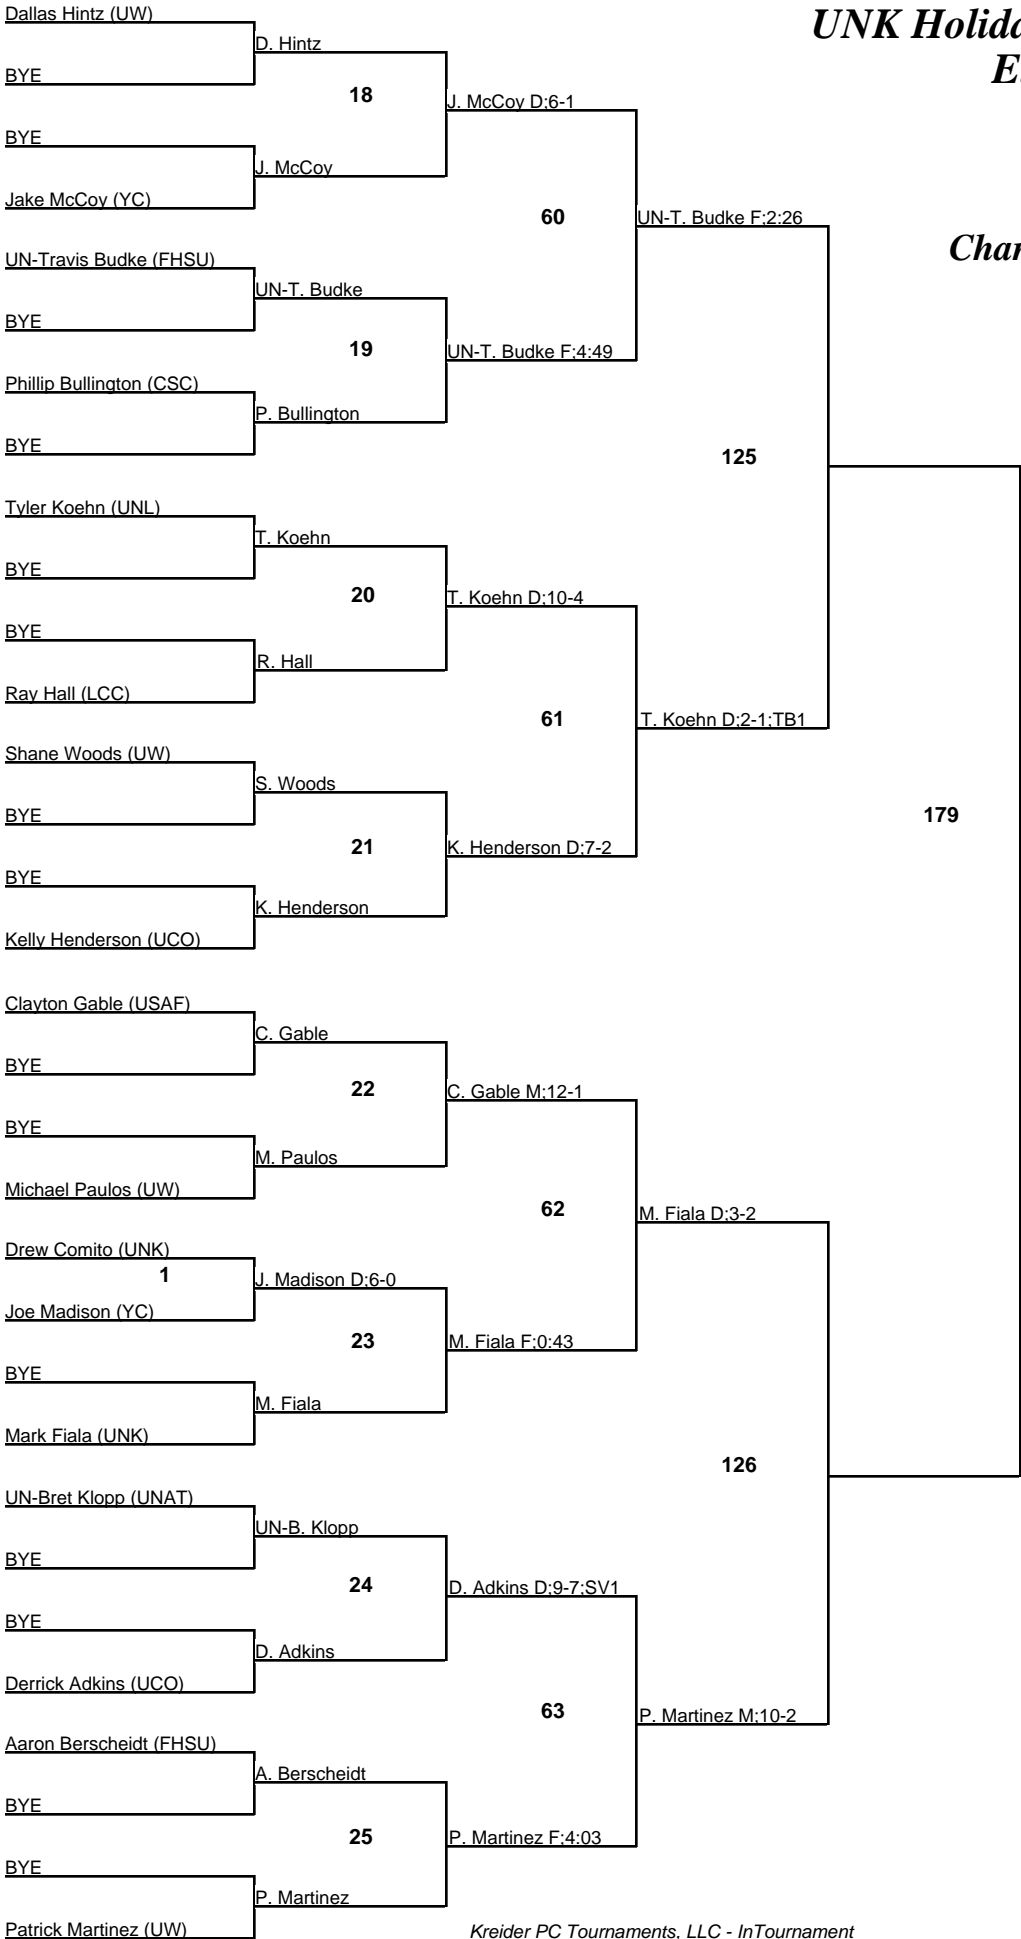 Dallas Hintz (UW)
UNK Holida
D. Hintz
BYE
E
18
J. McCoy D;6-1
BYE
J. McCoy
Jake McCoy (YC)
60
UN-T. Budke F;2:26
UN-Travis Budke (FHSU)
Cha
UN-T. Budke
BYE
19
UN-T. Budke F;4:49
Phillip Bullington (CSC)
P. Bullington
BYE
125
Tyler Koehn (UNL)
T. Koehn
BYE
20
T. Koehn D;10-4
BYE
R. Hall
Ray Hall (LCC)
61
T. Koehn D;2-1;TB1
Shane Woods (UW)
S. Woods
BYE
179
21
K. Henderson D;7-2
BYE
K. Henderson
Kelly Henderson (UCO)
Clayton Gable (USAF)
C. Gable
BYE
22
C. Gable M;12-1
BYE
M. Paulos
Michael Paulos (UW)
62
M. Fiala D;3-2
Drew Comito (UNK)
1
J. Madison D;6-0
Joe Madison (YC)
23
M. Fiala F;0:43
BYE
M. Fiala
Mark Fiala (UNK)
126
UN-Bret Klopp (UNAT)
UN-B. Klopp
BYE
24
D. Adkins D;9-7;SV1
BYE
D. Adkins
Derrick Adkins (UCO)
63
P. Martinez M;10-2
Aaron Berscheidt (FHSU)
A. Berscheidt
BYE
25
P. Martinez F;4:03
BYE
P. Martinez
Patrick Martinez (UW)
Kreider PC Tournaments, LLC - InTournament